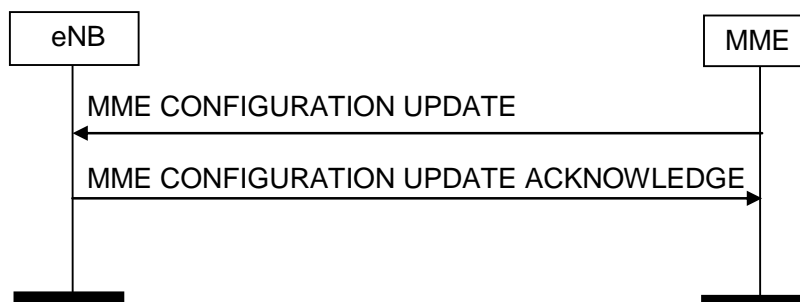 eNB
MME
MME CONFIGURATION UPDATE
MME CONFIGURATION UPDATE ACKNOWLEDGE